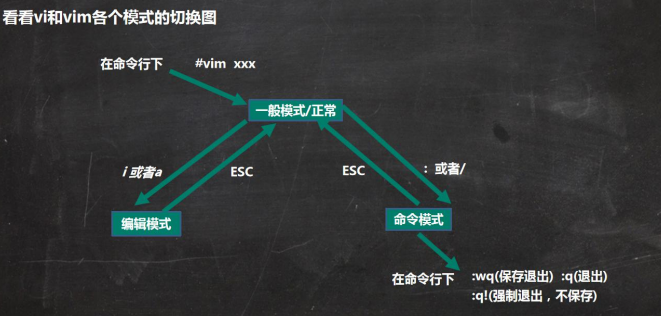 看看vi和vim各个模式的切换图
在命令行下 #vim xxx
一般模式/正常
i 或者a
ESC
ESC
: 或者/
编辑模式
命令模式
在命令行下
:wq(保存退出) :q(退出)
:q!(强制退出，不保存)